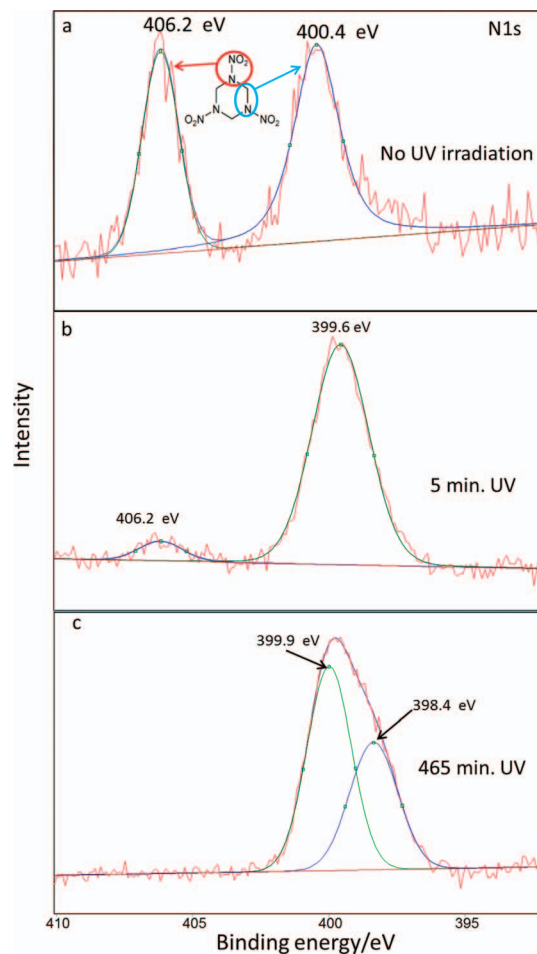 a
406.2 eV
400.4 eV
N1s
NO₂
N
O₂N
N
N
NO₂
No UV irradiation
b
399.6 eV
5 min. UV
406.2 eV
c
399.9 eV
398.4 eV
465 min. UV
Intensity
410
405
400
395
Binding energy/eV